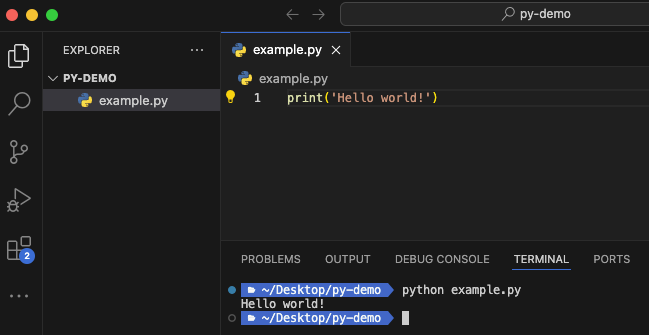 py-demo
EXPLORER
PY-DEMO
example.py
2
example.py
example.py
1 print('Hello world!')
PROBLEMS OUTPUT DEBUG CONSOLE TERMINAL PORTS
~/Desktop/py-demo python example.py
Hello world!
~/Desktop/py-demo